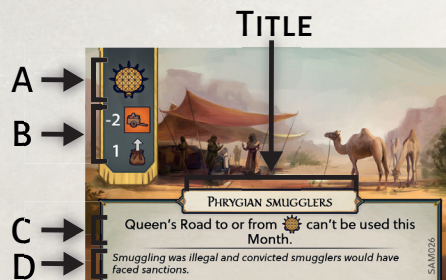 TITLE
A
B
-2
1
PHRYGIAN SMUGGLERS
C
Queen's Road to or from can't be used this
Month.
D
Smuggling was illegal and convicted smugglers would have
faced sanctions.
SAM026